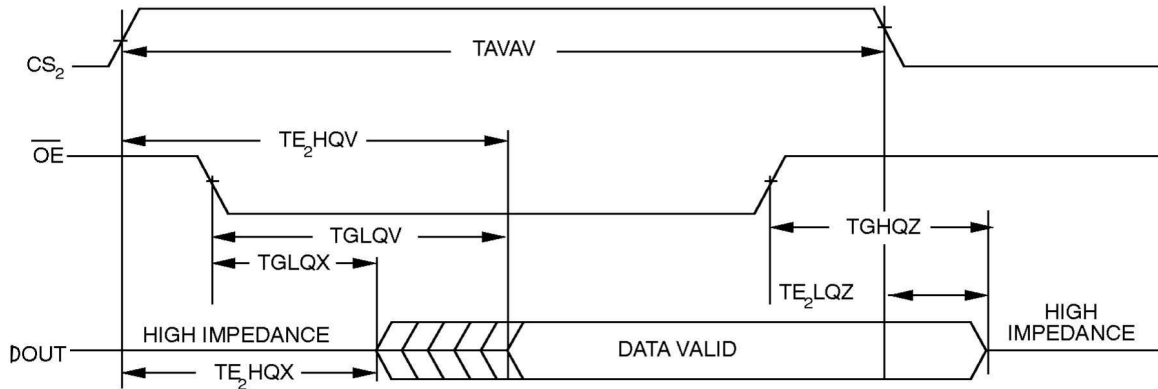 TAVAV
CS₂
TE₂HQV
OE
TGLQV
TGHQZ
TGLQX
TE₂LQZ
HIGH IMPEDANCE
HIGH
IMPEDANCE
DATA VALID
DOUT
TE₂HQX